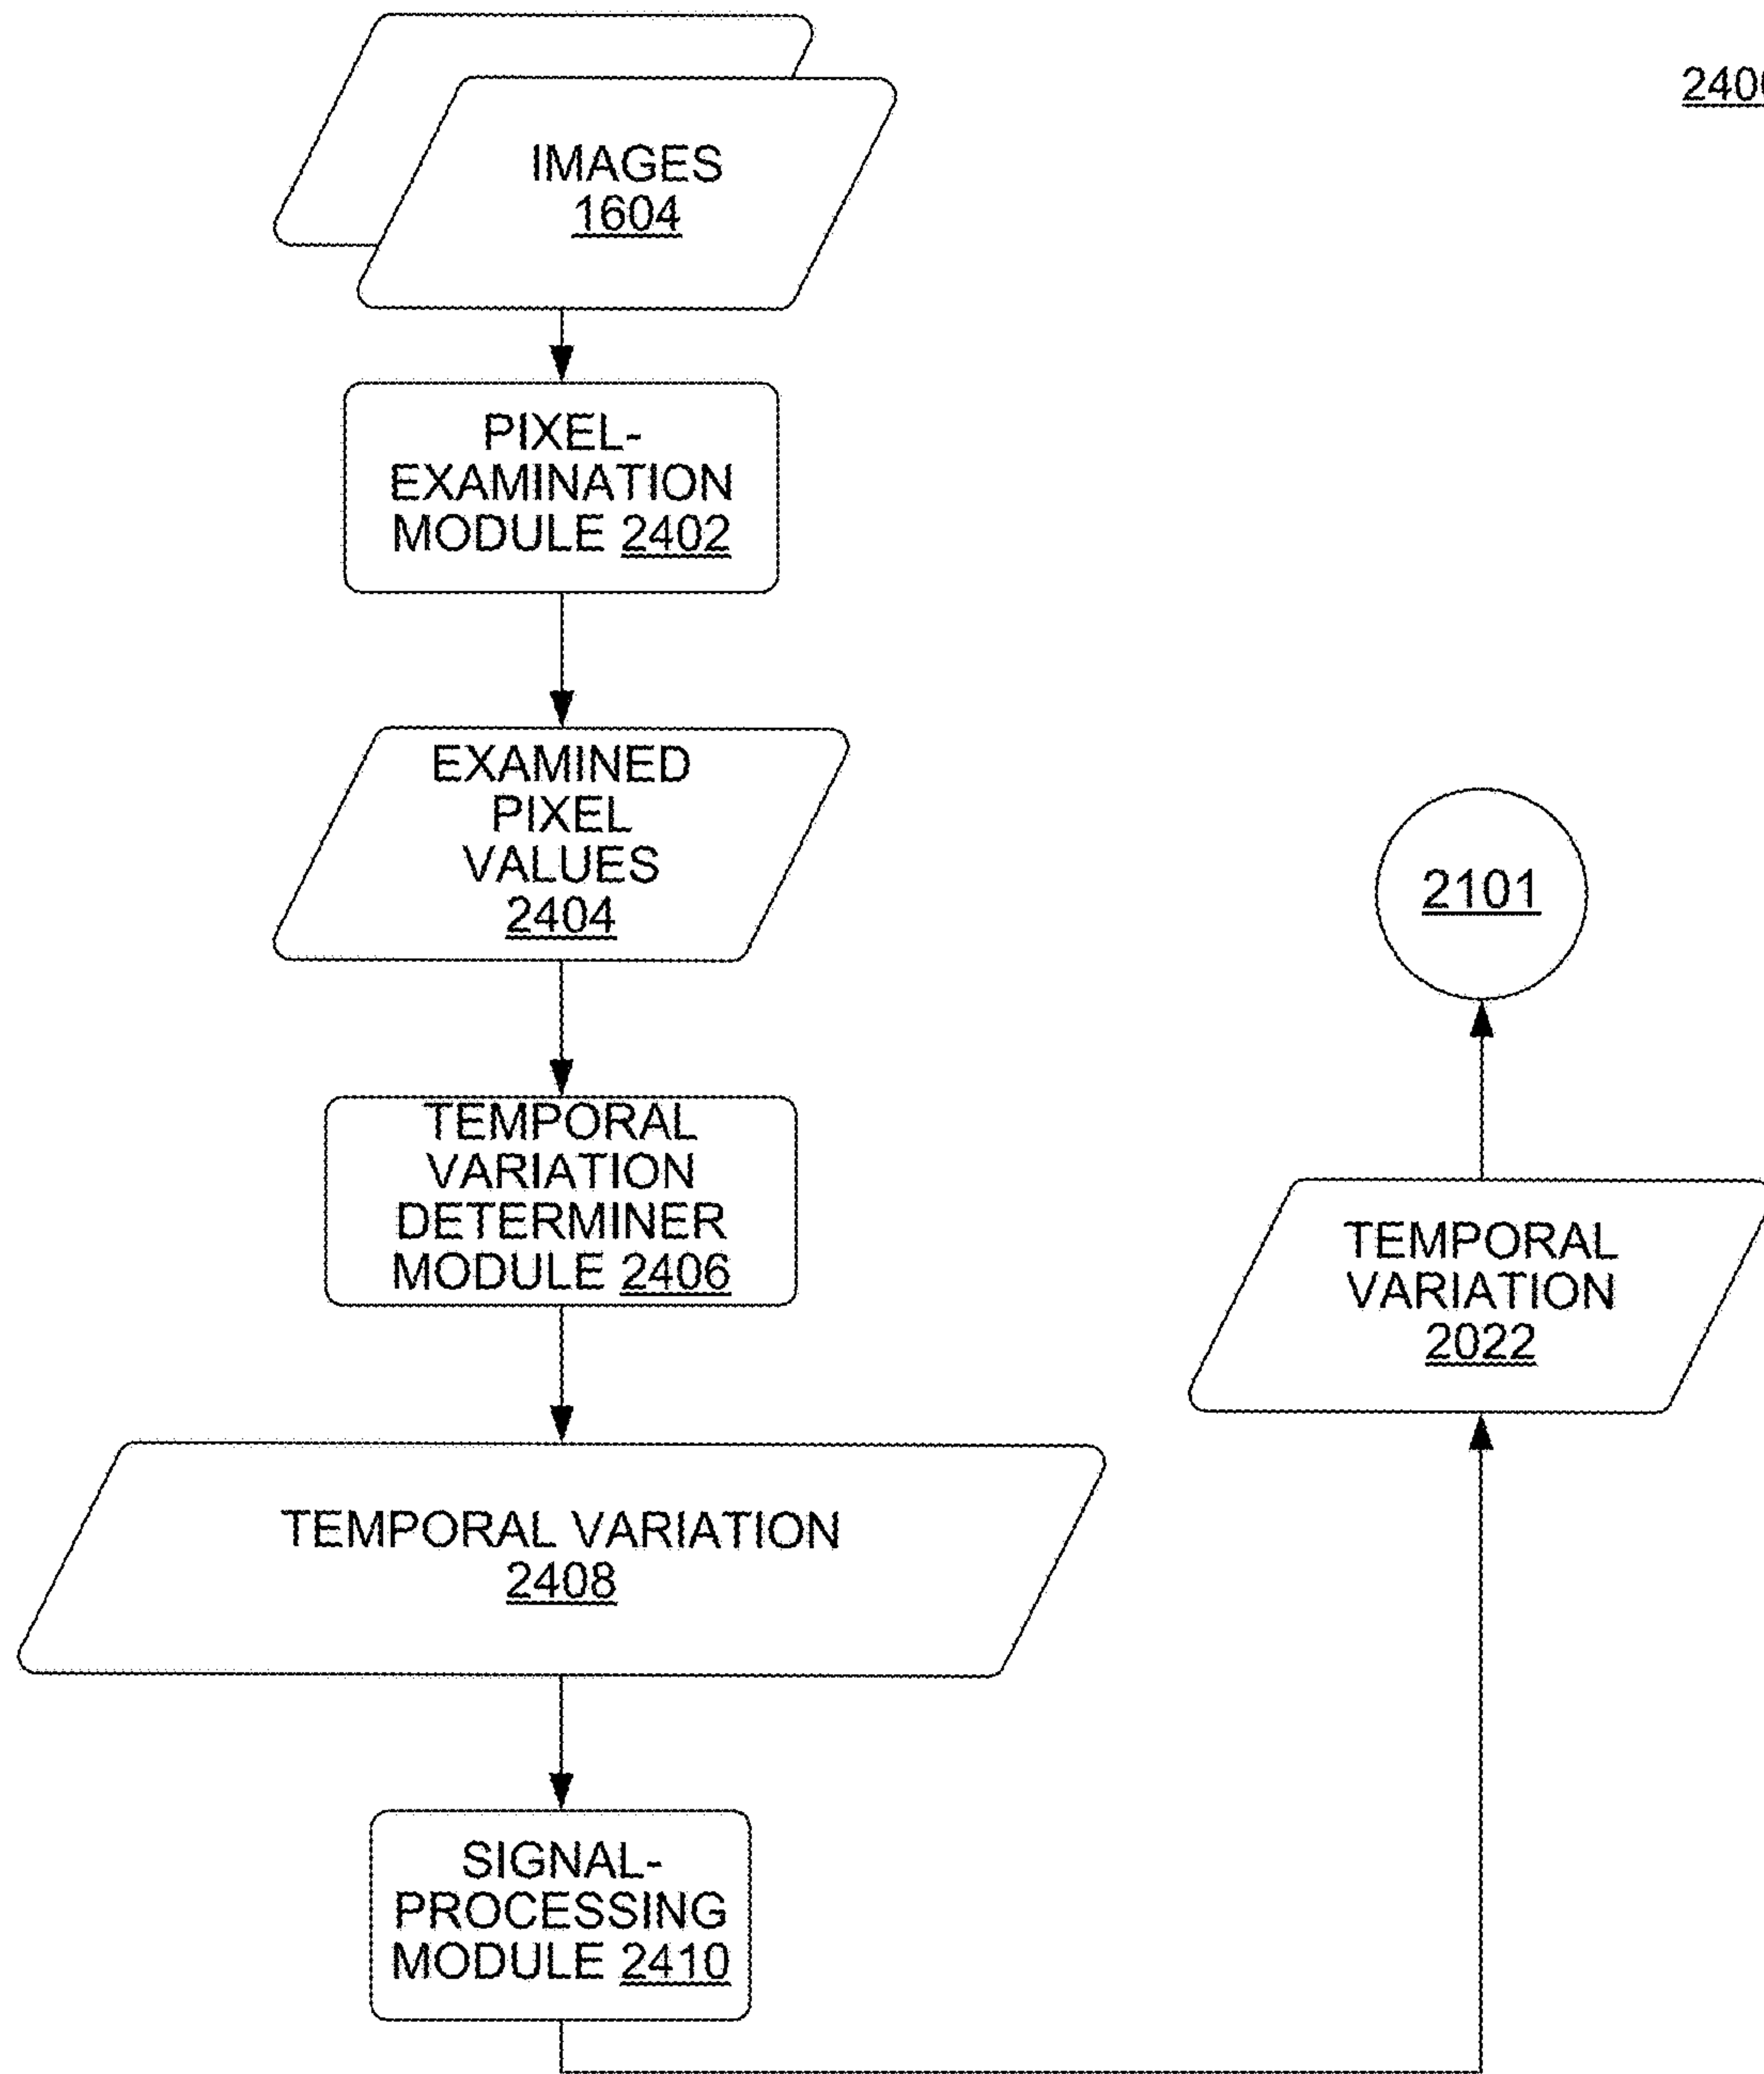 2400
IMAGES
1604
PIXEL-
EXAMINATION
MODULE 2402
EXAMINED
PIXEL
VALUES
2404
TEMPORAL
VARIATION
DETERMINER
MODULE 2406
TEMPORAL VARIATION
2408
SIGNAL-
PROCESSING
MODULE 2410
TEMPORAL
VARIATION
2022
2101